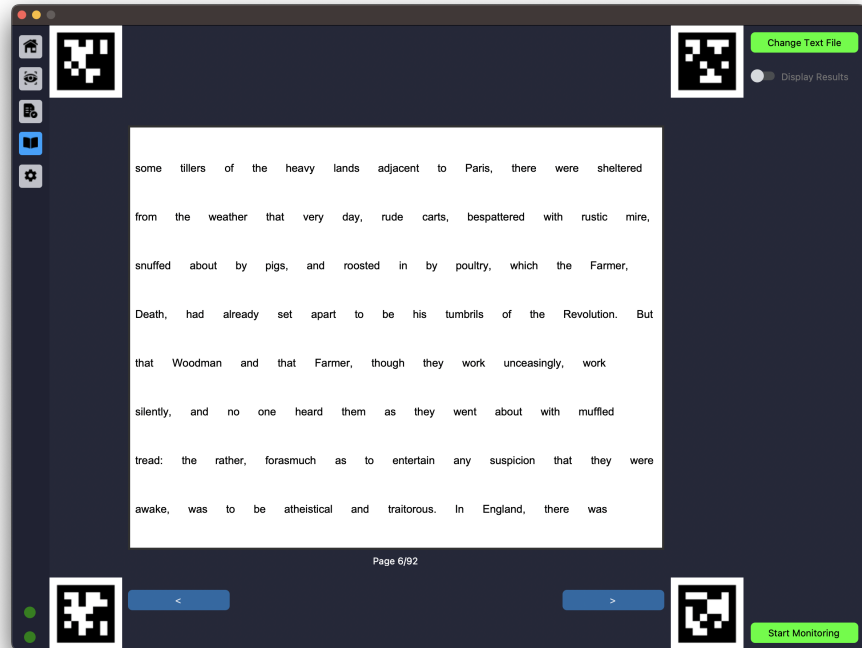 Change Text File
Display Results
some tillers of the heavy lands adjacent to Paris, there were sheltered
from the weather that very day, rude carts, bespattered with rustic mire,
snuffed about by pigs, and roosted in by poultry, which the Farmer,
Death, had already set apart to be his tumbrils of the Revolution. But
that Woodman and that Farmer, though they work unceasingly, work
silently, and no one heard them as they went about with muffled
tread: the rather, forasmuch as to entertain any suspicion that they were
awake, was to be atheistical and traitorous. In England, there was
Page 6/92
<
>
Start Monitoring